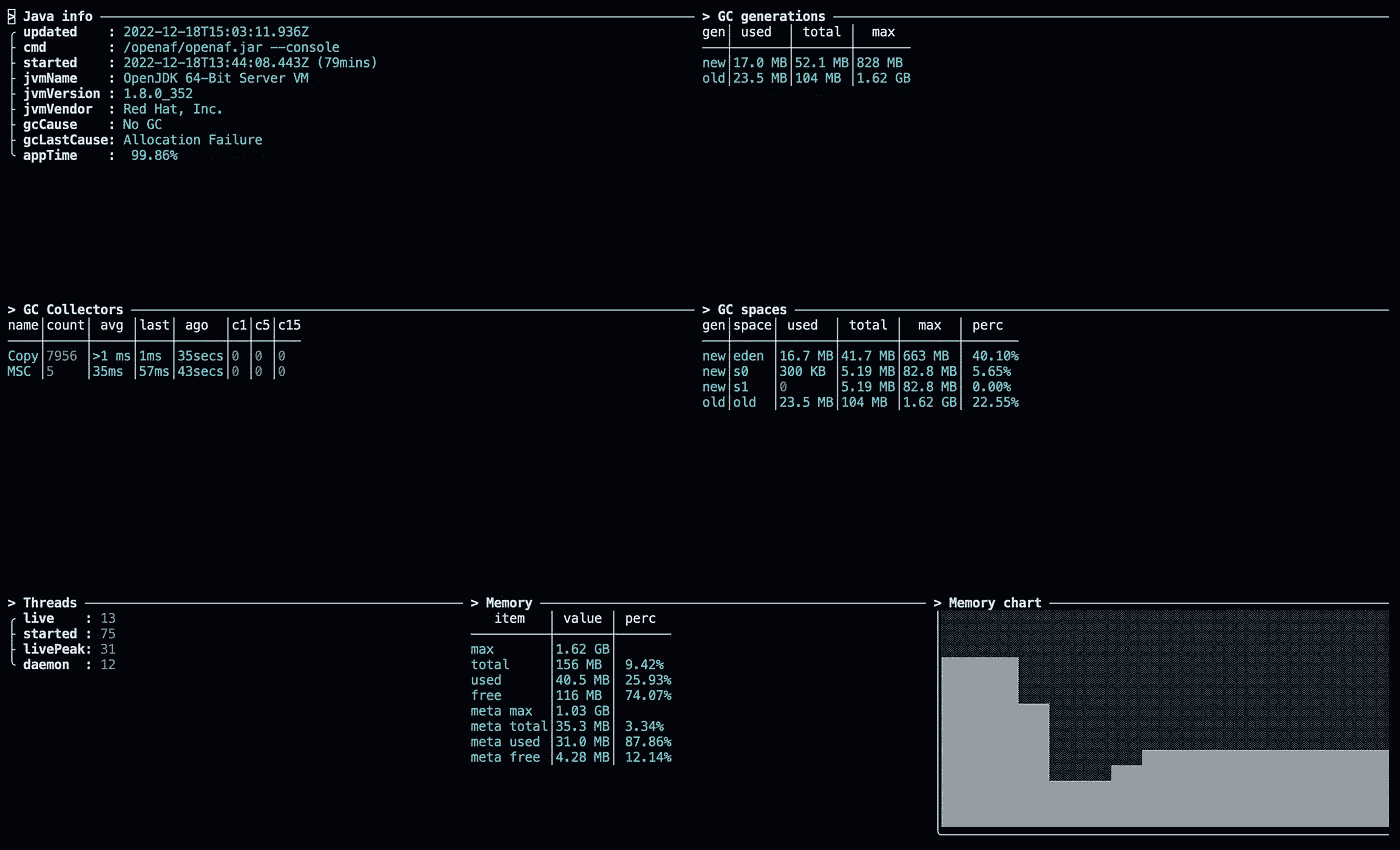 > Java info
updated : 2022-12-18T15:03:11.936Z
cmd : /openaf/openaf.jar --console
started : 2022-12-18T13:44:08.443Z (79mins)
jvmName : OpenJDK 64-Bit Server VM
jvmVersion : 1.8.0_352
jvmVendor : Red Hat, Inc.
gcCause : No GC
gcLastCause: Allocation Failure
appTime : 99.86%
> GC generations
gen used total max
new 17.0 MB 52.1 MB 828 MB
old 23.5 MB 104 MB 1.62 GB
> GC Collectors
name count avg last ago c1 c5 c15
Copy 7956 >1 ms 1ms 35secs 0 0 0
MSC 5 35ms 57ms 43secs 0 0 0
> GC spaces
gen space used total max perc
new eden 16.7 MB 41.7 MB 663 MB 40.10%
new s0 300 KB 5.19 MB 82.8 MB 5.65%
new s1 0 5.19 MB 82.8 MB 0.00%
old old 23.5 MB 104 MB 1.62 GB 22.55%
> Threads
live : 13
started : 75
livePeak: 31
daemon : 12
> Memory
item value perc
max 1.62 GB
total 156 MB 9.42%
used 40.5 MB 25.93%
free 116 MB 74.07%
meta max 1.03 GB
meta total 35.3 MB 3.34%
meta used 31.0 MB 87.86%
meta free 4.28 MB 12.14%
> Memory chart